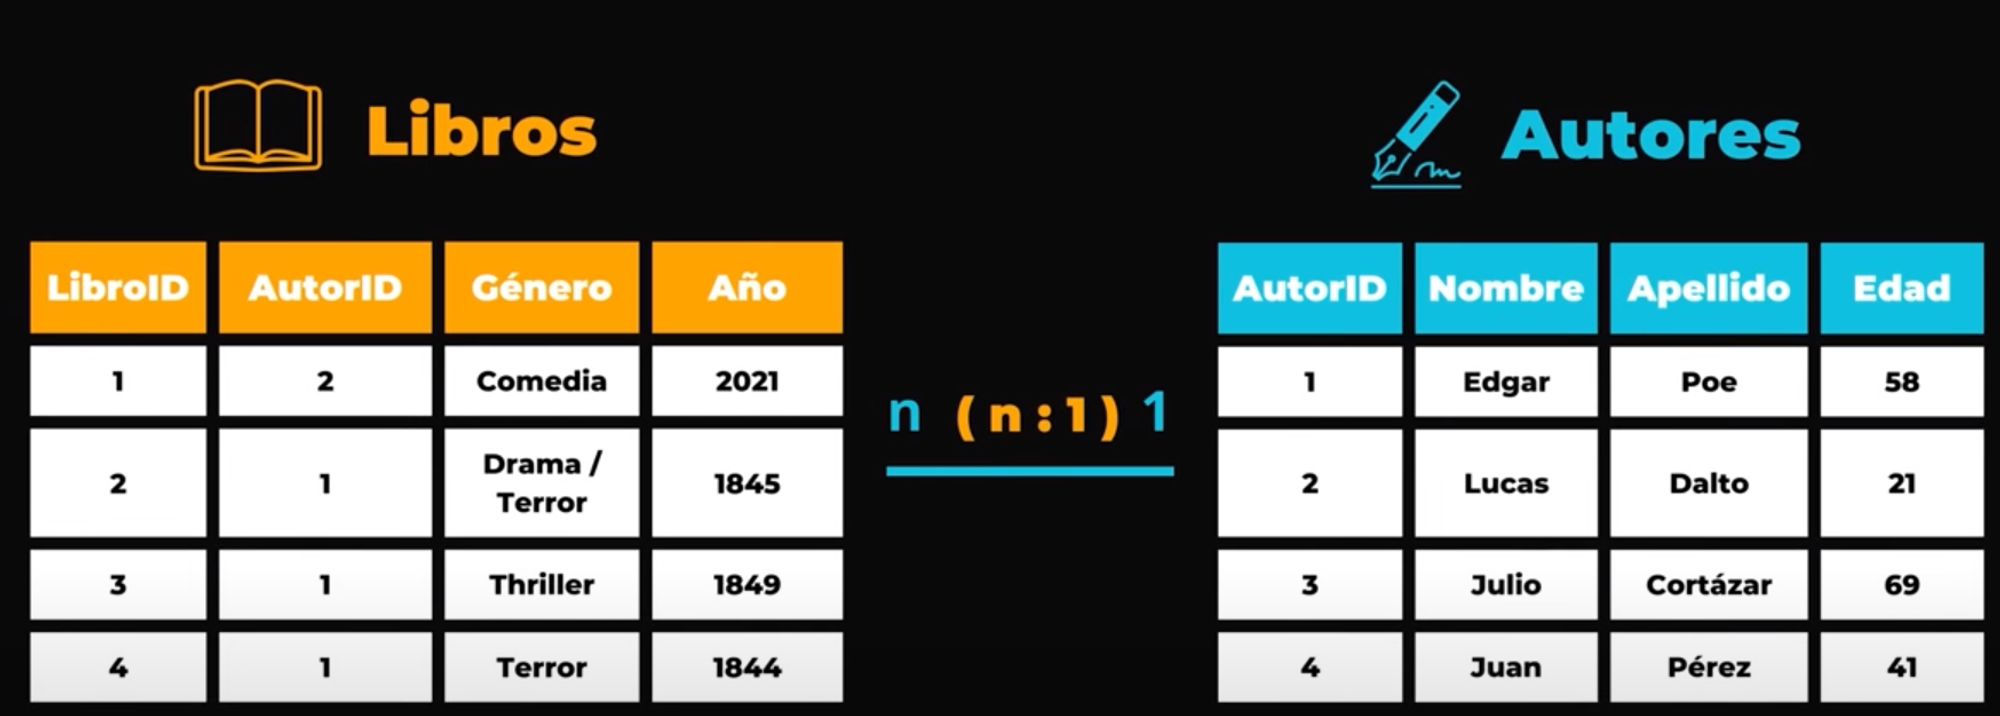 Libros
Autores
LibroID AutorID Género Año
1 2 Comedia 2021
2 1 Drama / Terror 1845
3 1 Thriller 1849
4 1 Terror 1844
n (n:1) 1
AutorID Nombre Apellido Edad
1 Edgar Poe 58
2 Lucas Dalto 21
3 Julio Cortázar 69
4 Juan Pérez 41